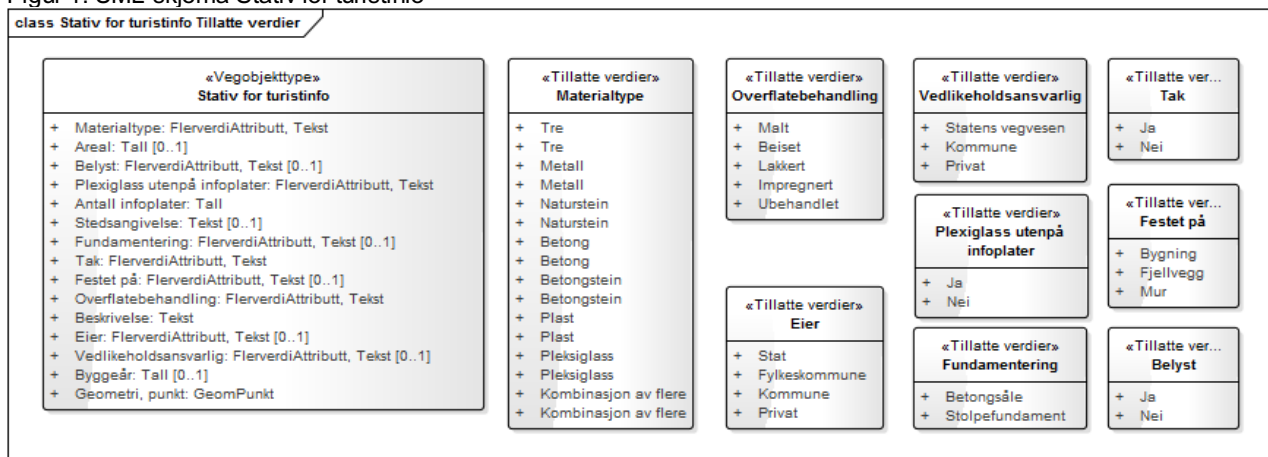 class Stativ for turistinfo Tillatte verdier
«Vegobjekttype»
Stativ for turistinfo
+ Materialtype: FlerverdiAttributt, Tekst
+ Areal: Tall [0..1]
+ Belyst: FlerverdiAttributt, Tekst [0..1]
+ Plexiglass utenpå infoplater: FlerverdiAttributt, Tekst
+ Antall infoplater: Tall
+ Stedsangivelse: Tekst [0..1]
+ Fundamentering: FlerverdiAttributt, Tekst [0..1]
+ Tak: FlerverdiAttributt, Tekst
+ Festet på: FlerverdiAttributt, Tekst [0..1]
+ Overflatebehandling: FlerverdiAttributt, Tekst
+ Beskrivelse: Tekst
+ Eier: FlerverdiAttributt, Tekst [0..1]
+ Vedlikeholdsansvarlig: FlerverdiAttributt, Tekst [0..1]
+ Byggeår: Tall [0..1]
+ Geometri, punkt: GeomPunkt
«Tillatte verdier»
Materialtype
+ Tre
+ Tre
+ Metall
+ Metall
+ Naturstein
+ Naturstein
+ Betong
+ Betong
+ Betongstein
+ Betongstein
+ Plast
+ Plast
+ Pleksiglass
+ Pleksiglass
+ Kombinasjon av flere
+ Kombinasjon av flere
«Tillatte verdier»
Overflatebehandling
+ Malt
+ Beiset
+ Lakkert
+ Impregnert
+ Ubehandlet
«Tillatte verdier»
Eier
+ Stat
+ Fylkeskommune
+ Kommune
+ Privat
«Tillatte verdier»
Vedlikeholdsansvarlig
+ Statens vegvesen
+ Kommune
+ Privat
«Tillatte verdier»
Plexiglass utenpå
infoplater
+ Ja
+ Nei
«Tillatte verdier»
Fundamentering
+ Betongsåle
+ Stolpefundament
«Tillatte ver...
Tak
+ Ja
+ Nei
«Tillatte ver...
Festet på
+ Bygning
+ Fjellvegg
+ Mur
«Tillatte ver...
Belyst
+ Ja
+ Nei